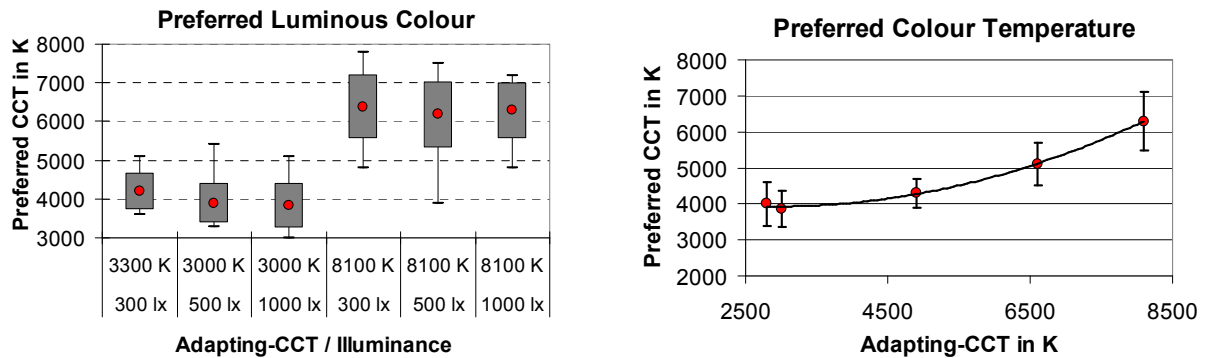 Preferred Luminous Colour
Preferred CCT in K
8000
7000
6000
5000
4000
3000
3300 K 3000 K 3000 K 8100 K 8100 K 8100 K
300 lx 500 lx 1000 lx 300 lx 500 lx 1000 lx
Adapting-CCT / Illuminance
Preferred Colour Temperature
Preferred CCT in K
8000
7000
6000
5000
4000
3000
2000
2500 4500 6500 8500
Adapting-CCT in K